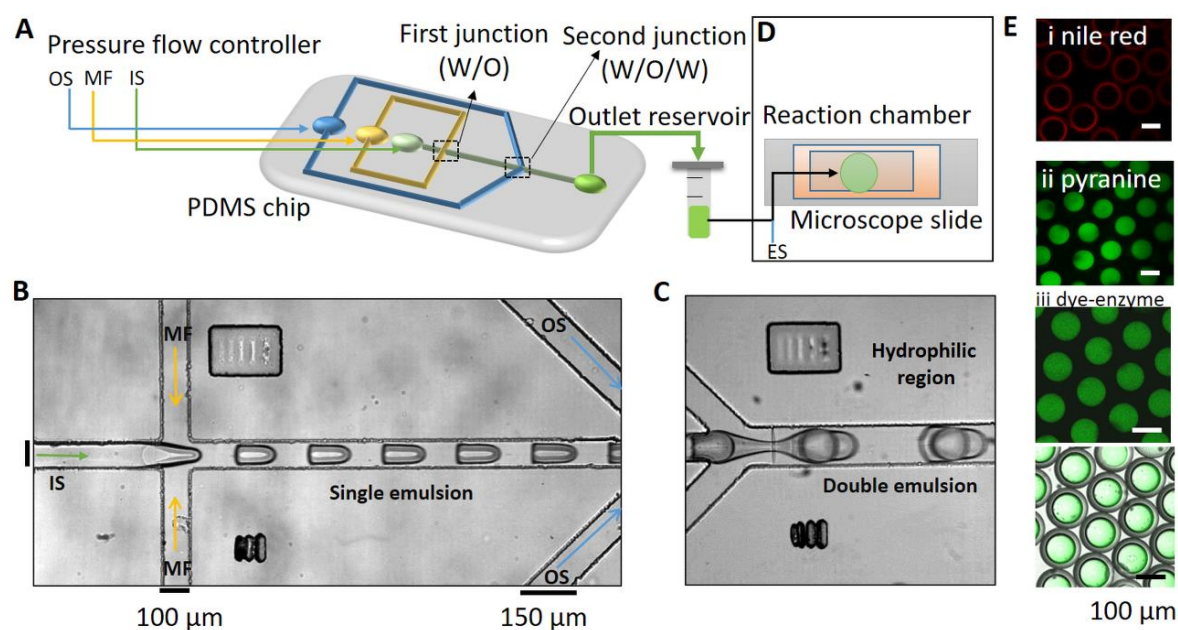 A
Pressure flow controller
OS MF IS
First junction
(W/O)
Second junction
(W/O/W)
Outlet reservoir
PDMS chip
D
Reaction chamber
Microscope slide
ES
E
i nile red
ii pyranine
iii dye-enzyme
100 μm
B
MF
OS
IS
Single emulsion
MF
OS
100 μm
150 μm
C
Hydrophilic
region
Double emulsion